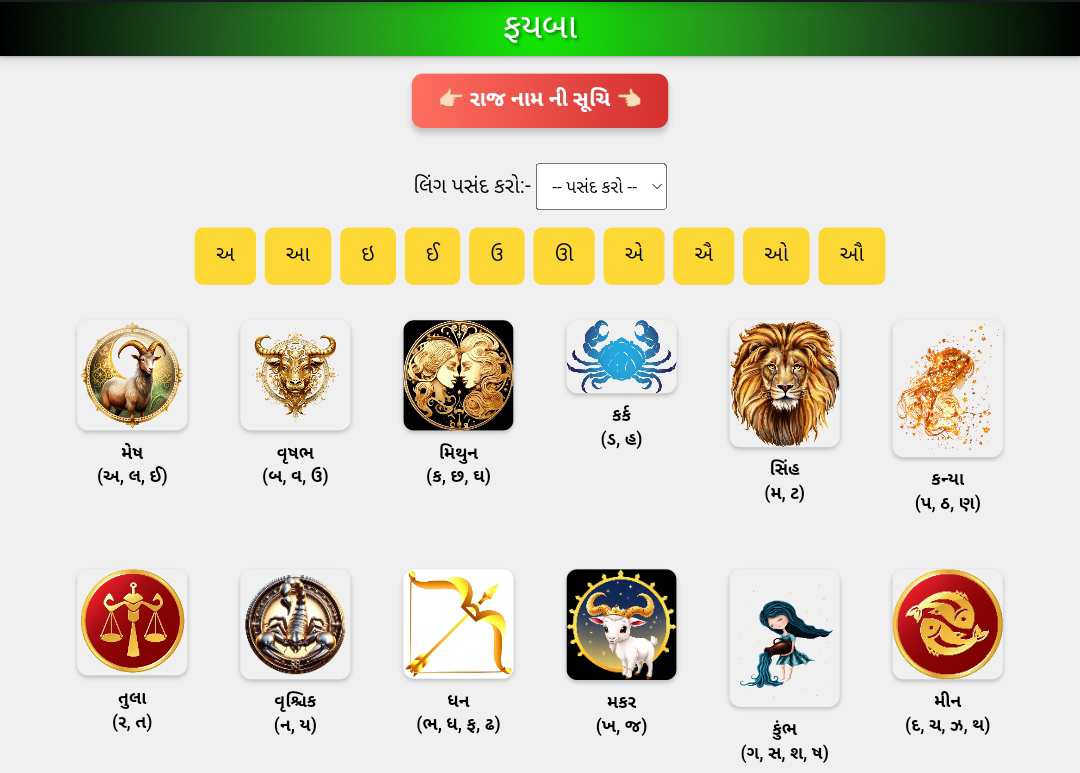 ફયબા
👉🏻 રાજ નામ ની સૂચિ 👈🏻
લિંગ પસંદ કરો:- -- પસંદ કરો --
અ આ ઇ ઈ ઉ ઊ એ ઐ ઓ ઔ
મેષ
(અ, લ, ઈ)
વૃષભ
(બ, વ, ઉ)
મિથુન
(ક, છ, ઘ)
કર્ક
(ડ, હ)
સિંહ
(મ, ટ)
કન્યા
(પ, ઠ, ણ)
તુલા
(ર, ત)
વૃશ્ચિક
(ન, ય)
ધન
(ભ, ધ, ફ, ઢ)
મકર
(ખ, જ)
કુંભ
(ગ, સ, શ, ષ)
મીન
(દ, ચ, ઝ, થ)